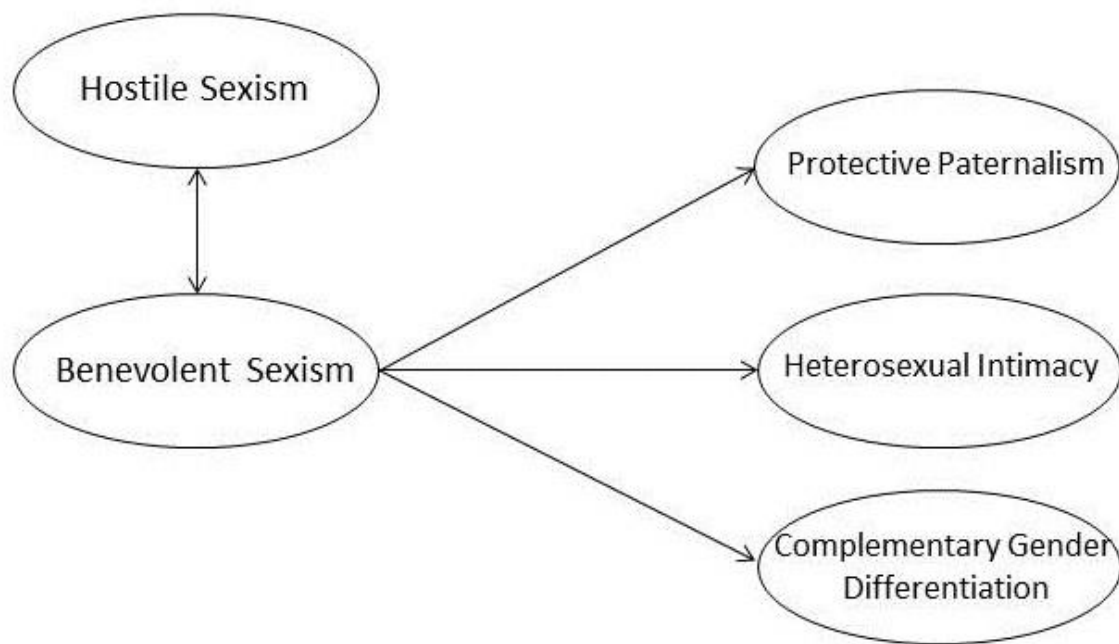 Hostile Sexism
Protective Paternalism
Benevolent Sexism
Heterosexual Intimacy
Complementary Gender
Differentiation